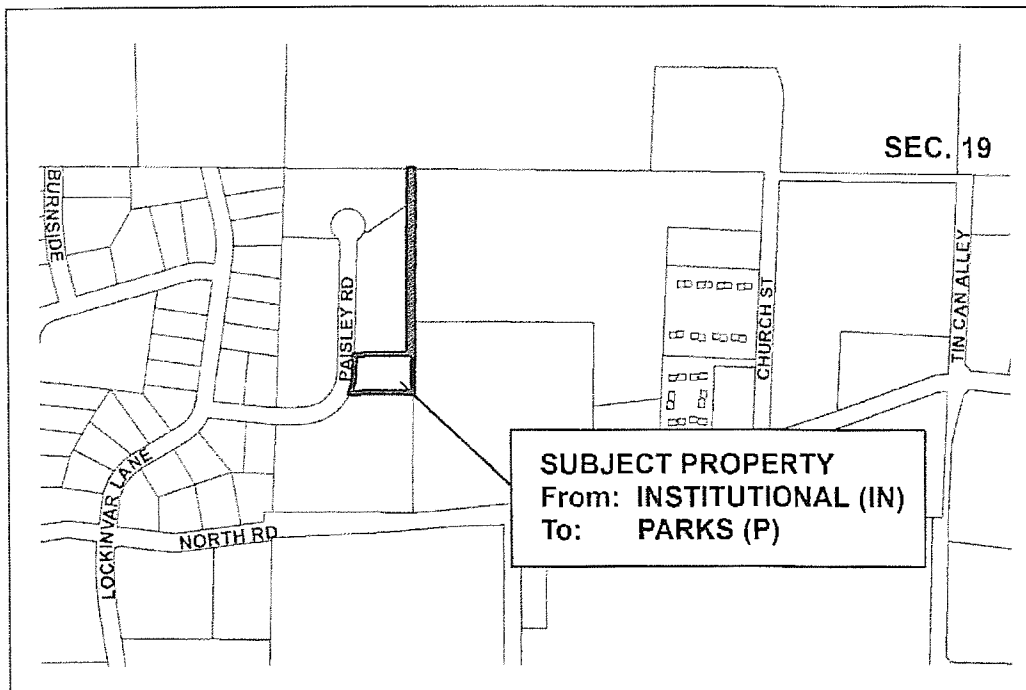 SEC. 19
BURNSIDE
PAISLEY RD
CHURCH ST
TIN CAN ALLEY
LOCKINVAR LANE
NORTH RD
SUBJECT PROPERTY
From: INSTITUTIONAL (IN)
To: PARKS (P)